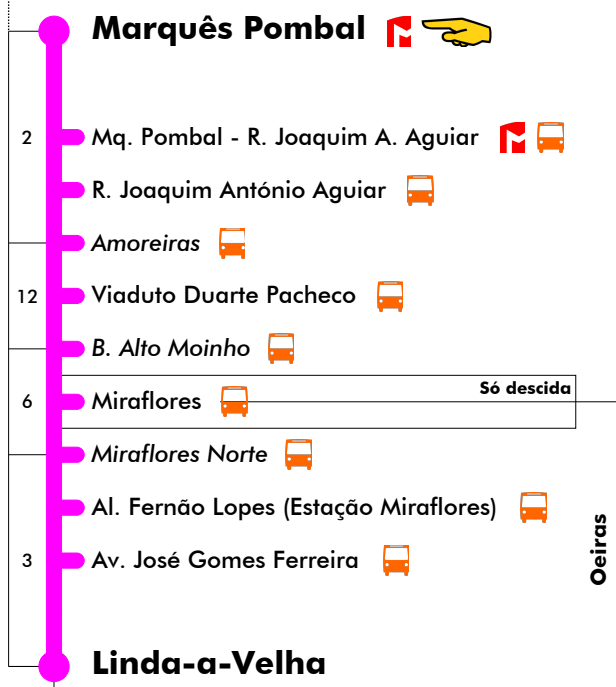 Marquês Pombal
2
Mq. Pombal - R. Joaquim A. Aguiar
R. Joaquim António Aguiar
Amoreiras
12
Viaduto Duarte Pacheco
B. Alto Moinho
Só descida
6
Miraflores
Miraflores Norte
Al. Fernão Lopes (Estação Miraflores)
Oeiras
3
Av. José Gomes Ferreira
Linda-a-Velha